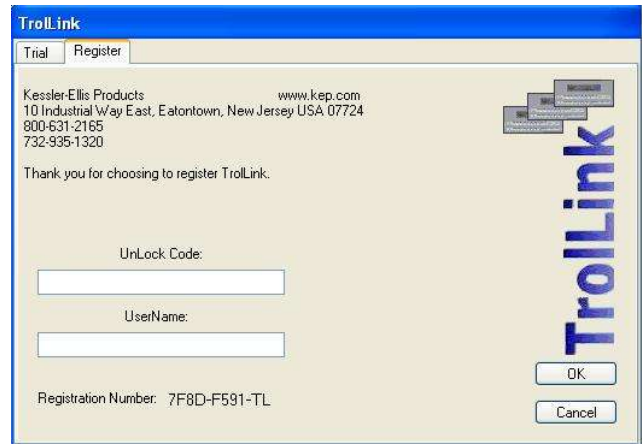 TrolLink
Trial Register
Kessler-Ellis Products www.kep.com
10 Industrial Way East, Eatontown, New Jersey USA 07724
800-631-2165
732-935-1320
Thank you for choosing to register TrolLink.
UnLock Code:
UserName:
Registration Number: 7F8D-F591-TL
TrolLink
OK
Cancel